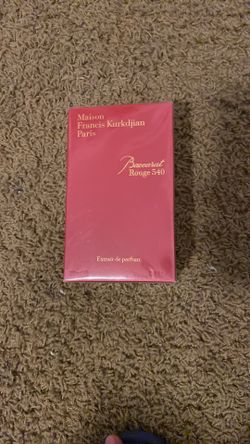 Maison
Francis Kurkdjian
Paris
Baccarat
Rouge 540
Extrait de parfum